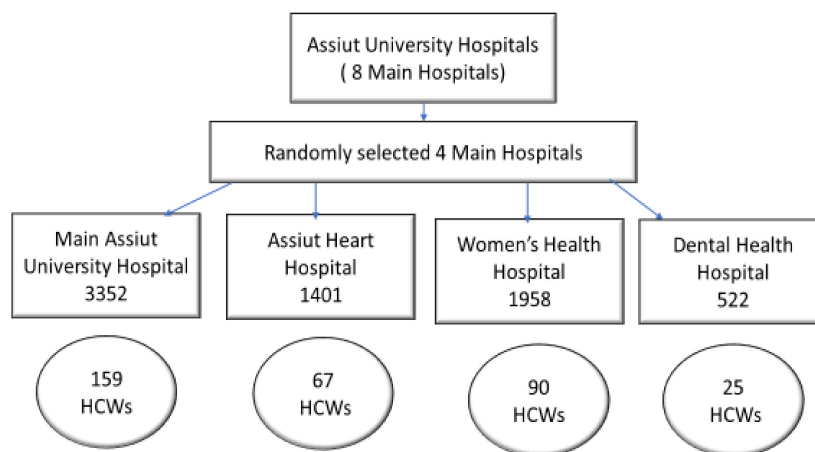 Assiut University Hospitals
( 8 Main Hospitals)
Randomly selected 4 Main Hospitals
Main Assiut
University Hospital
3352
Assiut Heart
Hospital
1401
Women’s Health
Hospital
1958
Dental Health
Hospital
522
159
HCWs
67
HCWs
90
HCWs
25
HCWs